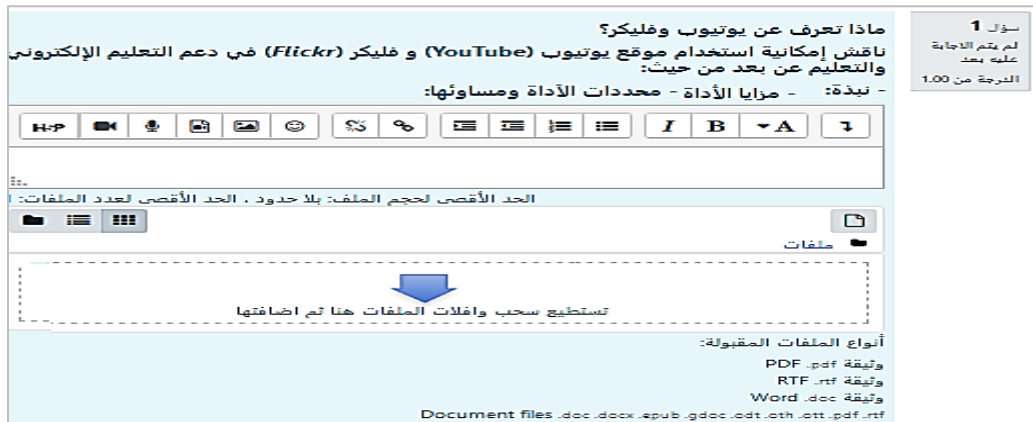 سؤال 1
لم يتم الاجابة
عليه بعد
الدرجة من 1.00
ماذا تعرف عن يوتيوب وفليكر؟
ناقش إمكانية استخدام موقع يوتيوب (YouTube) و فليكر (Flickr) في دعم التعليم الإلكتروني
والتعليم عن بعد من حيث:
- نبذة: - مزايا الأداة - محددات الآداة ومساوئها:
H-P I B A
الحد الأقصى لحجم الملف: بلا حدود ، الحد الأقصى لعدد الملفات:
ملفات
تستطيع سحب وافلات الملفات هنا ثم اضافتها
أنواع الملفات المقبولة:
وثيقة PDF .pdf
وثيقة RTF .rtf
وثيقة Word .doc
Document files .doc .docx .epub .gdoc .odt .oth .ott .pdf .rtf